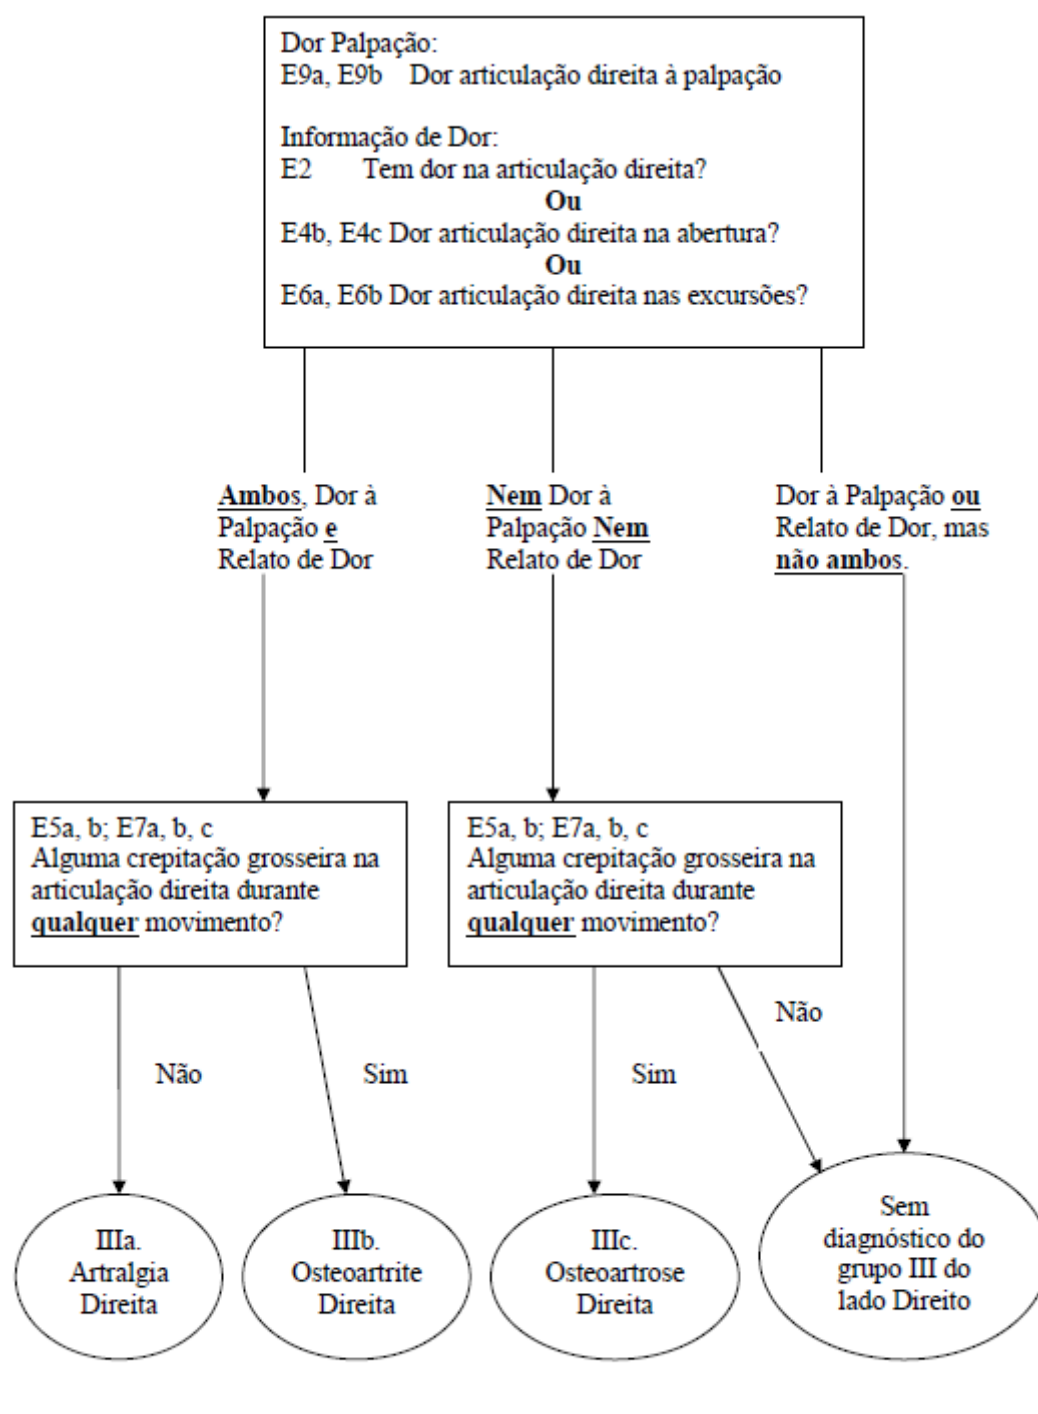 Dor Palpação:
E9a, E9b Dor articulação direita à palpação
Informação de Dor:
E2 Tem dor na articulação direita?
Ou
E4b, E4c Dor articulação direita na abertura?
Ou
E6a, E6b Dor articulação direita nas excursões?
Ambos, Dor à
Palpação e
Relato de Dor
Nem Dor à
Palpação Nem
Relato de Dor
Dor à Palpação ou
Relato de Dor, mas
não ambos.
E5a, b; E7a, b, c
Alguma crepitação grosseira na
articulação direita durante
qualquer movimento?
E5a, b; E7a, b, c
Alguma crepitação grosseira na
articulação direita durante
qualquer movimento?
Não
Sim
Sim
Não
IIIa.
Artralgia
Direita
IIIb.
Osteoartrite
Direita
IIIc.
Osteoartrose
Direita
Sem
diagnóstico do
grupo III do
lado Direito